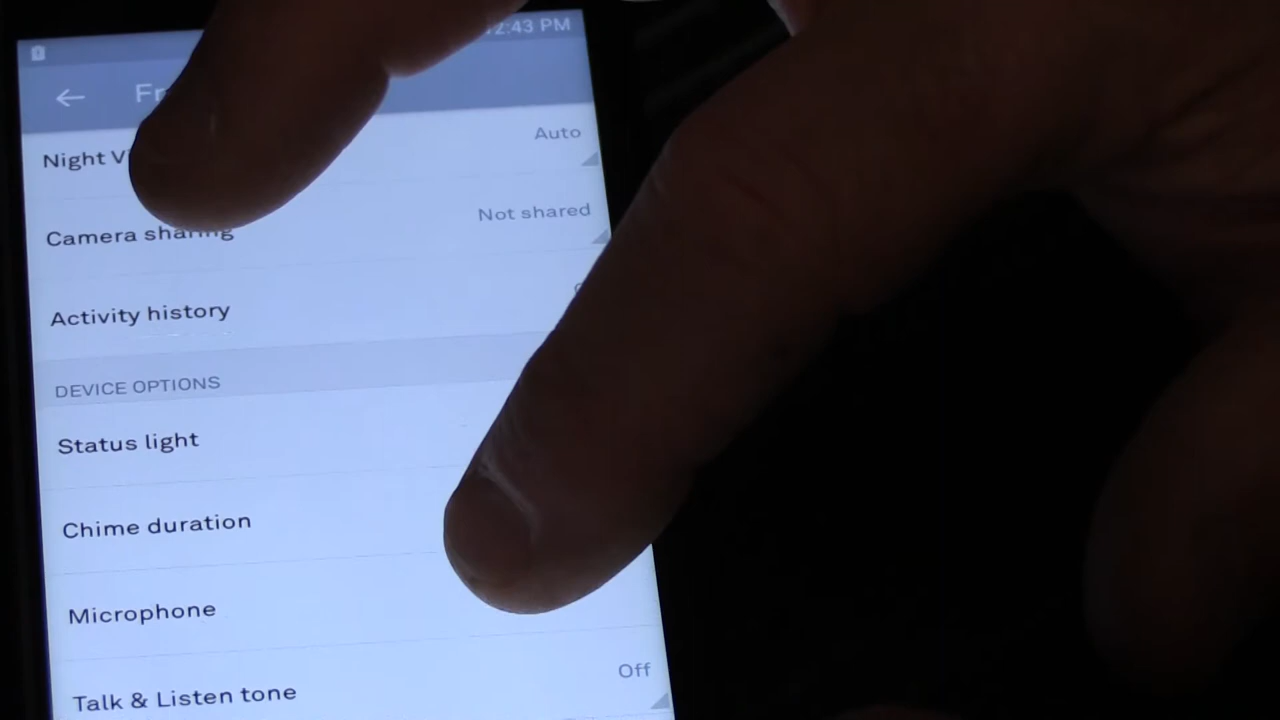 2:43 PM
Night
Auto
Camera sharing
Not shared
Activity history
DEVICE OPTIONS
Status light
Chime duration
Microphone
Talk & Listen tone
Off